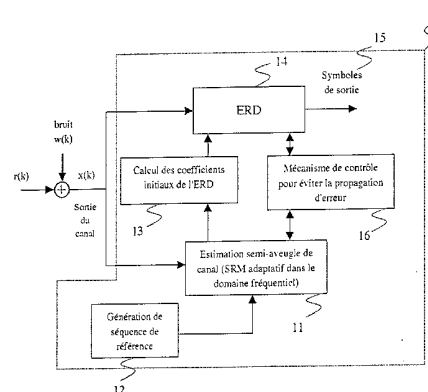 15
14
Symboles
de sortie
ERD
bruit
w(k)
r(k)
x(k)
Sortie
du
canal
Calcul des coefficients
initiaux de l'ERD
13
Mécanisme de contrôle
pour éviter la propagation
d'erreur
16
Estimation semi-aveugle de
canal (SRM adaptatif dans le
domaine fréquentiel)
11
Génération de
séquence de
référence
12